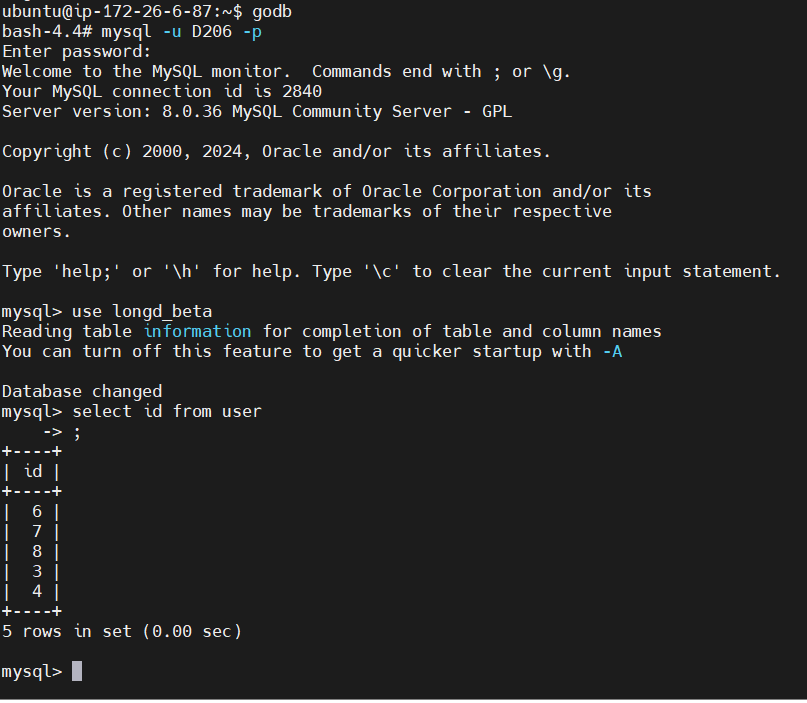 ubuntu@ip-172-26-6-87:~$ godb
bash-4.4# mysql -u D206 -p
Enter password:
Welcome to the MySQL monitor.  Commands end with ; or \g.
Your MySQL connection id is 2840
Server version: 8.0.36 MySQL Community Server - GPL

Copyright (c) 2000, 2024, Oracle and/or its affiliates.

Oracle is a registered trademark of Oracle Corporation and/or its
affiliates. Other names may be trademarks of their respective
owners.

Type 'help;' or '\h' for help. Type '\c' to clear the current input statement.

mysql> use longd_beta
Reading table information for completion of table and column names
You can turn off this feature to get a quicker startup with -A

Database changed
mysql> select id from user
    -> ;
+----+
| id |
+----+
|  6 |
|  7 |
|  8 |
|  3 |
|  4 |
+----+
5 rows in set (0.00 sec)

mysql>